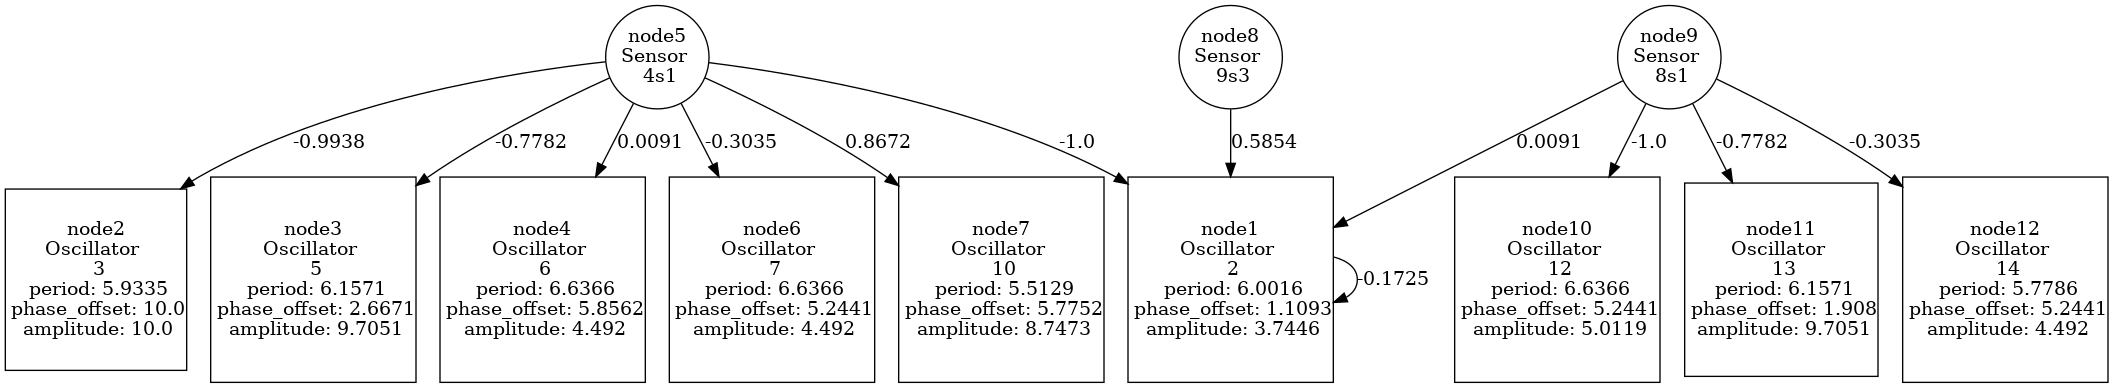 node5
Sensor
4s1
node8
Sensor
9s3
node9
Sensor
8s1
-0.9938
-0.7782
0.0091
-0.3035
0.8672
-1.0
0.5854
0.0091
-1.0
-0.7782
-0.3035
node2
Oscillator
3
period: 5.9335
phase_offset: 10.0
amplitude: 10.0
node3
Oscillator
5
period: 6.1571
phase_offset: 2.6671
amplitude: 9.7051
node4
Oscillator
6
period: 6.6366
phase_offset: 5.8562
amplitude: 4.492
node6
Oscillator
7
period: 6.6366
phase_offset: 5.2441
amplitude: 4.492
node7
Oscillator
10
period: 5.5129
phase_offset: 5.7752
amplitude: 8.7473
node1
Oscillator
2
period: 6.0016
phase_offset: 1.1093
amplitude: 3.7446
-0.1725
node10
Oscillator
12
period: 6.6366
phase_offset: 5.2441
amplitude: 5.0119
node11
Oscillator
13
period: 6.1571
phase_offset: 1.908
amplitude: 9.7051
node12
Oscillator
14
period: 5.7786
phase_offset: 5.2441
amplitude: 4.492